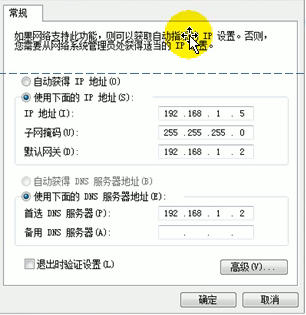 常规
如果网络支持此功能，则可以获取自动指派的 IP 设置。否则，
您需要从网络系统管理员处获得适当的 IP 设置。
自动获得 IP 地址(O)
使用下面的 IP 地址(S):
IP 地址(I): 192 .168 . 1 . 5
子网掩码(U): 255 .255 .255 . 0
默认网关(D): 192 .168 . 1 . 2
自动获得 DNS 服务器地址(B)
使用下面的 DNS 服务器地址(E):
首选 DNS 服务器(P): 192 .168 . 1 . 2
备用 DNS 服务器(A): . . .
退出时验证设置(L)
高级(V)...
确定 取消